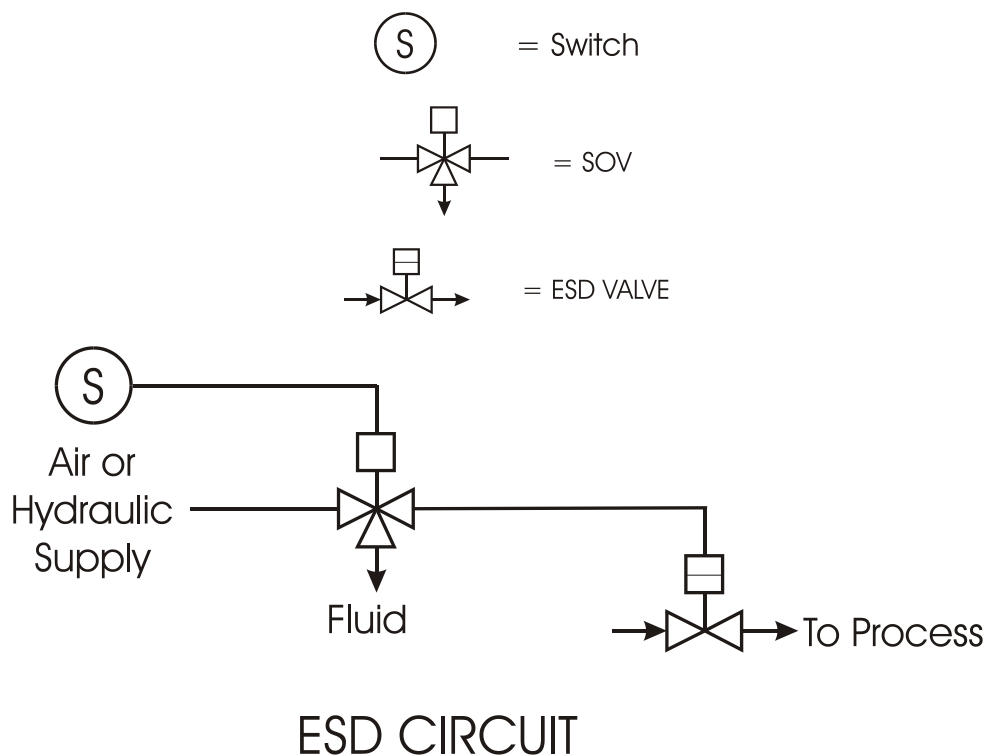 S = Switch
= SOV
= ESD VALVE
S
Air or
Hydraulic
Supply
Fluid
To Process
ESD CIRCUIT